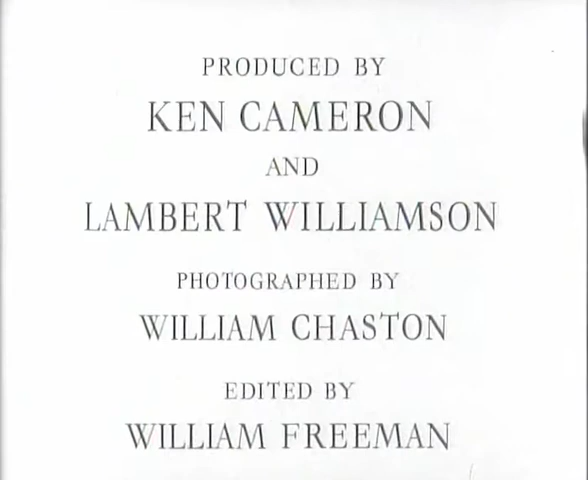 PRODUCED BY
KEN CAMERON
AND
LAMBERT WILLIAMSON
PHOTOGRAPHED BY
WILLIAM CHASTON
EDITED BY
WILLIAM FREEMAN